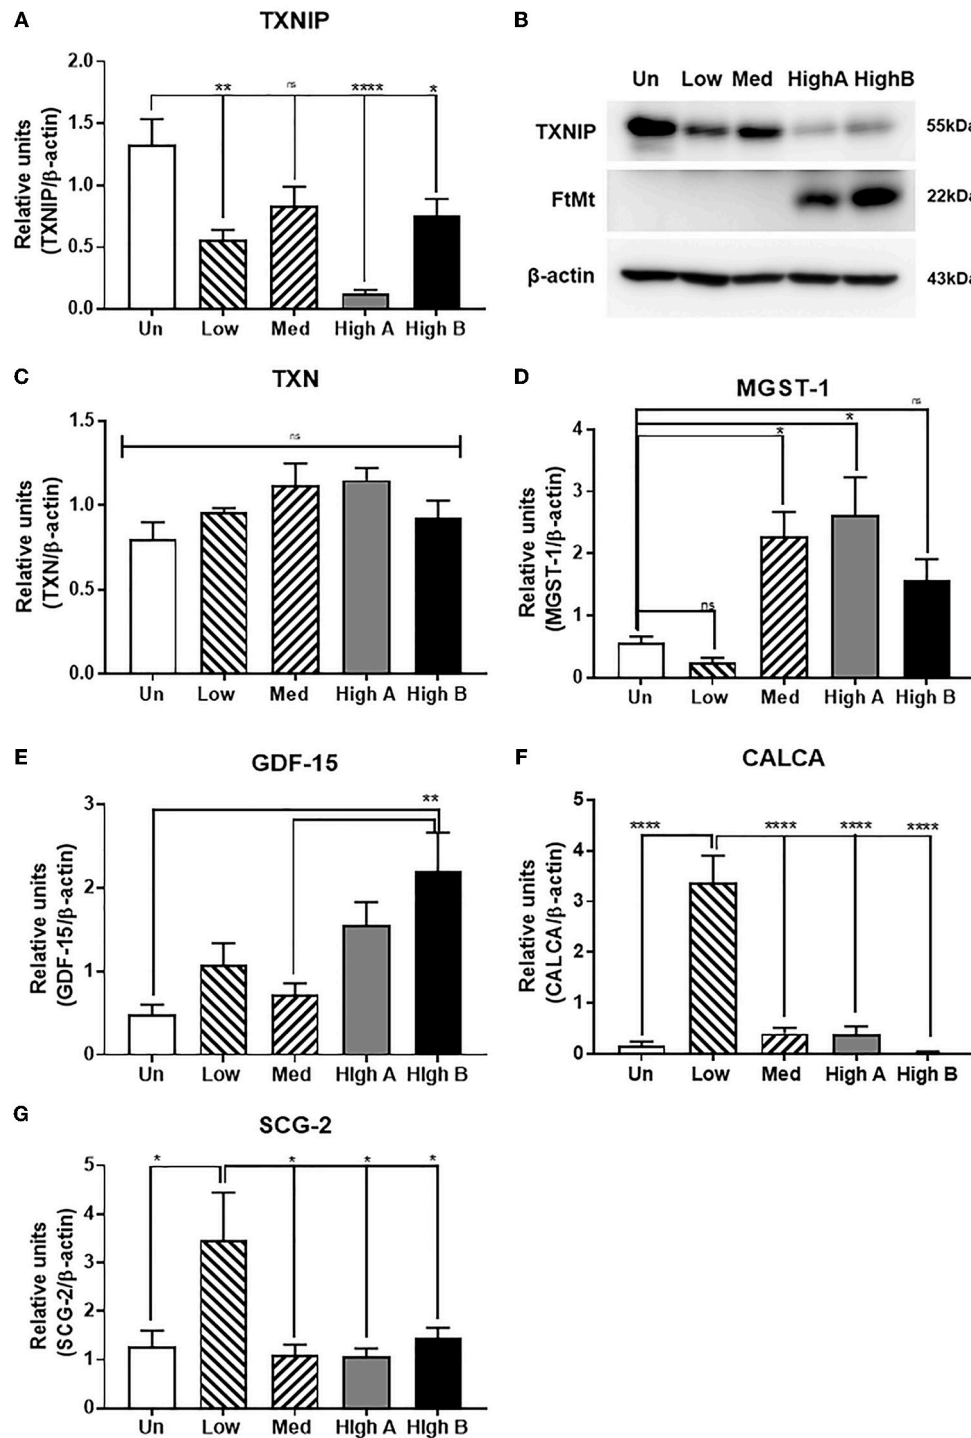 A
TXNIP
Relative units
(TXNIP/β-actin)
2.0
1.5
1.0
0.5
0.0
** ns **** *
Un Low Med High A High B
B
Un Low Med HighA HighB
TXNIP 55kDa
FtMt 22kDa
β-actin 43kDa
C
TXN
Relative units
(TXN/β-actin)
1.5
1.0
0.5
0.0
ns
Un Low Med High A High B
D
MGST-1
Relative units
(MGST-1/β-actin)
4
3
2
1
0
ns
*
*
ns
Un Low Med High A High B
E
GDF-15
Relative units
(GDF-15/β-actin)
3
2
1
0
**
Un Low Med HIgh A HIgh B
F
CALCA
Relative units
(CALCA/β-actin)
5
4
3
2
1
0
**** **** **** ****
Un Low Med High A High B
G
SCG-2
Relative units
(SCG-2/β-actin)
5
4
3
2
1
0
* * * *
Un Low Med HIgh A HIgh B